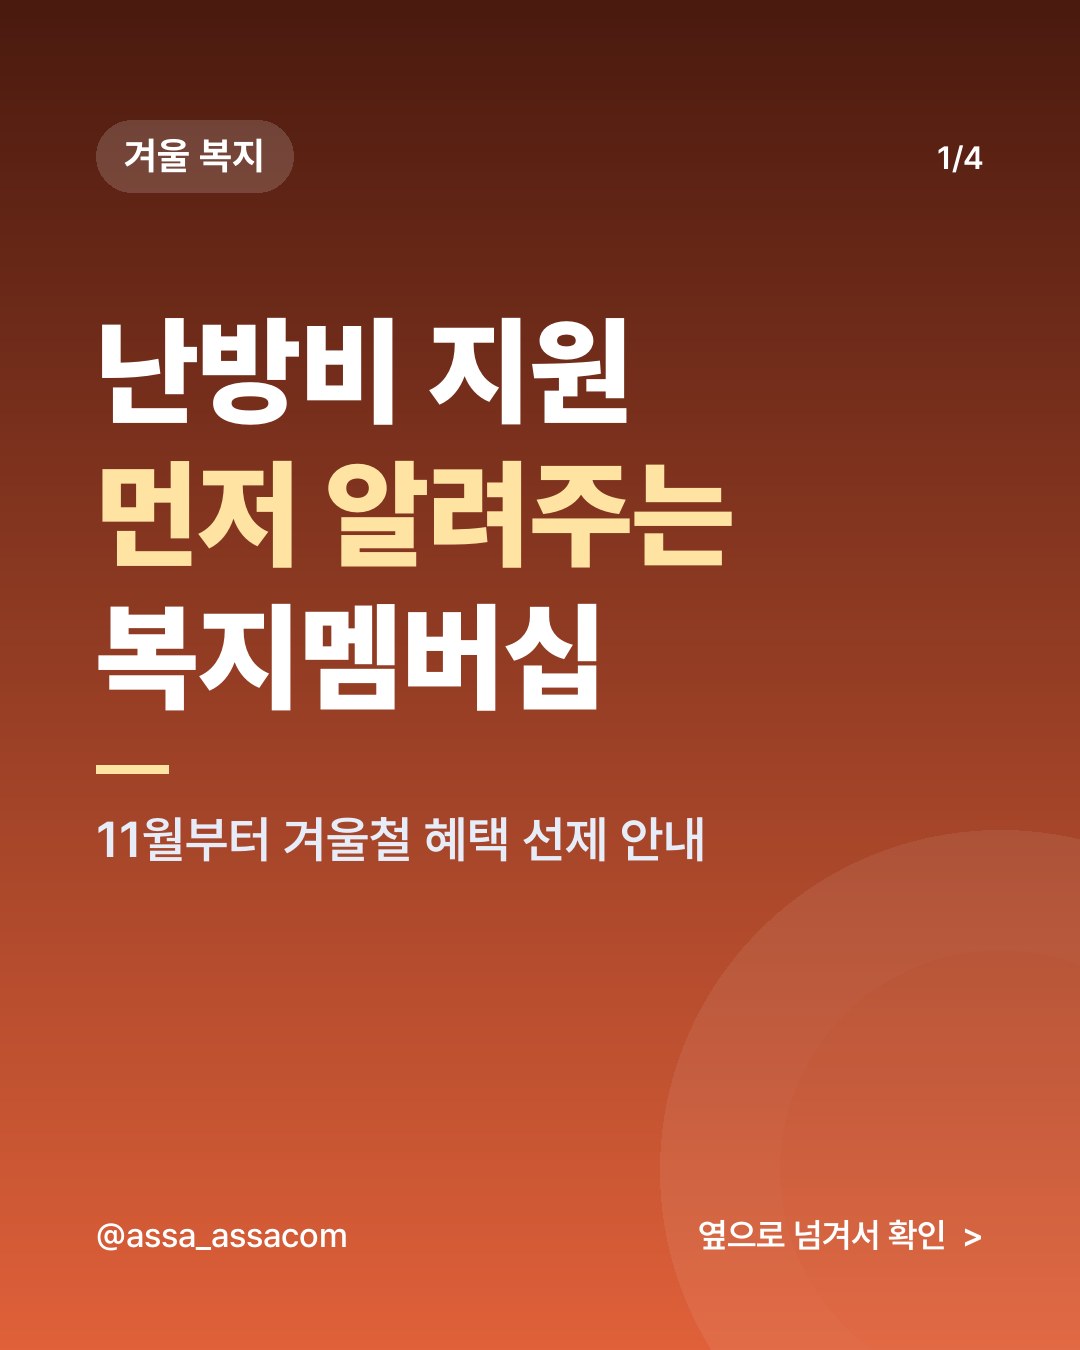 겨울 복지
1/4
난방비 지원
먼저 알려주는
복지멤버십
11월부터 겨울철 혜택 선제 안내
@assa_assacom
옆으로 넘겨서 확인 >